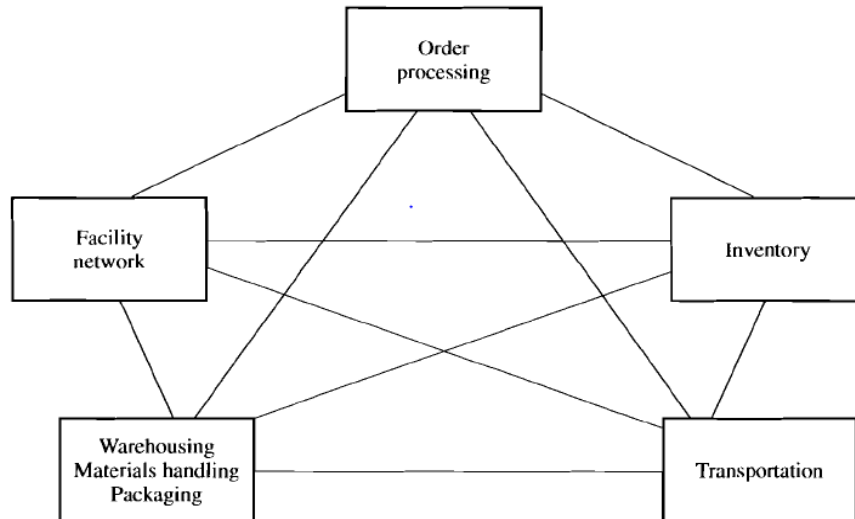 Order
processing
Facility
network
Inventory
Warehousing
Materials handling
Packaging
Transportation